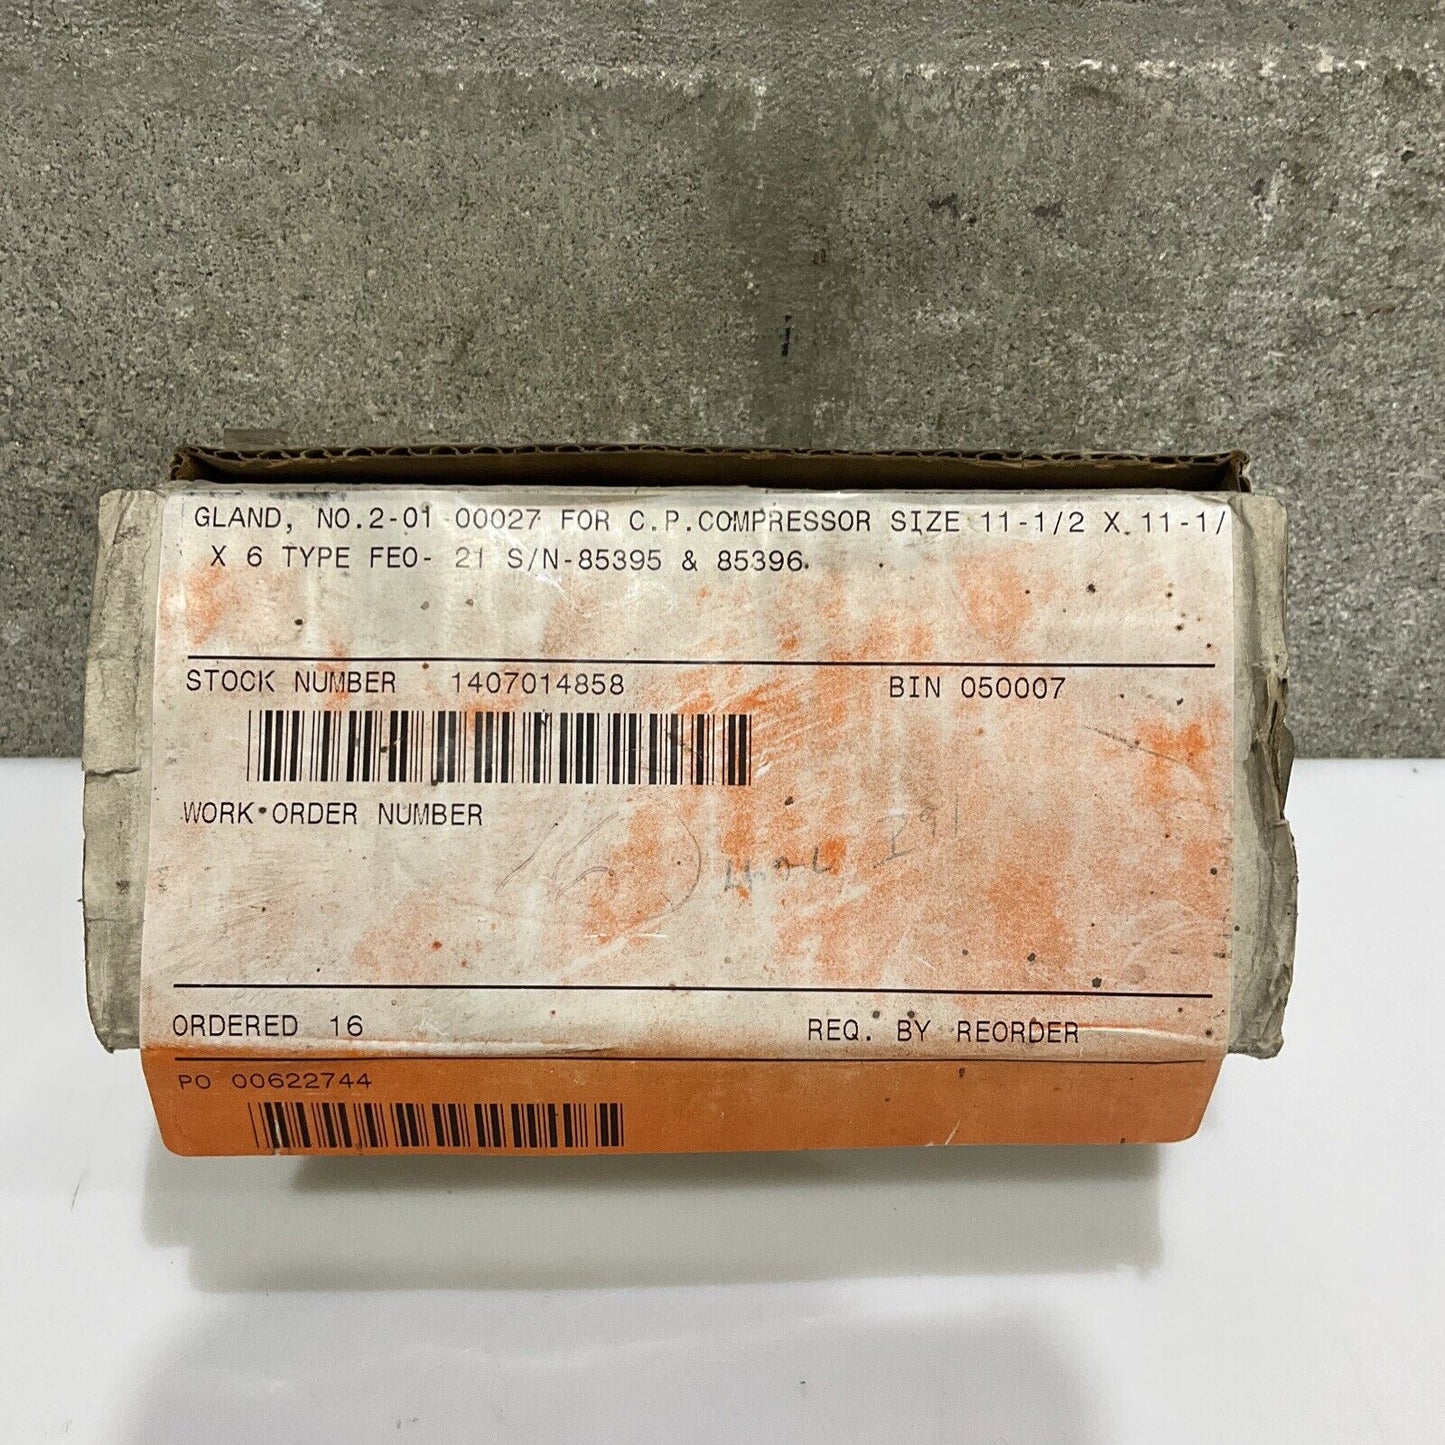 GLAND, NO.2-01-00027 FOR C.P.COMPRESSOR SIZE 11-1/2 X 11-1/
X 6 TYPE FEO- 21 S/N-85395 & 85396.
STOCK NUMBER 1407014858 BIN 050007
WORK ORDER NUMBER
ORDERED 16 REQ. BY REORDER
PO 00622744